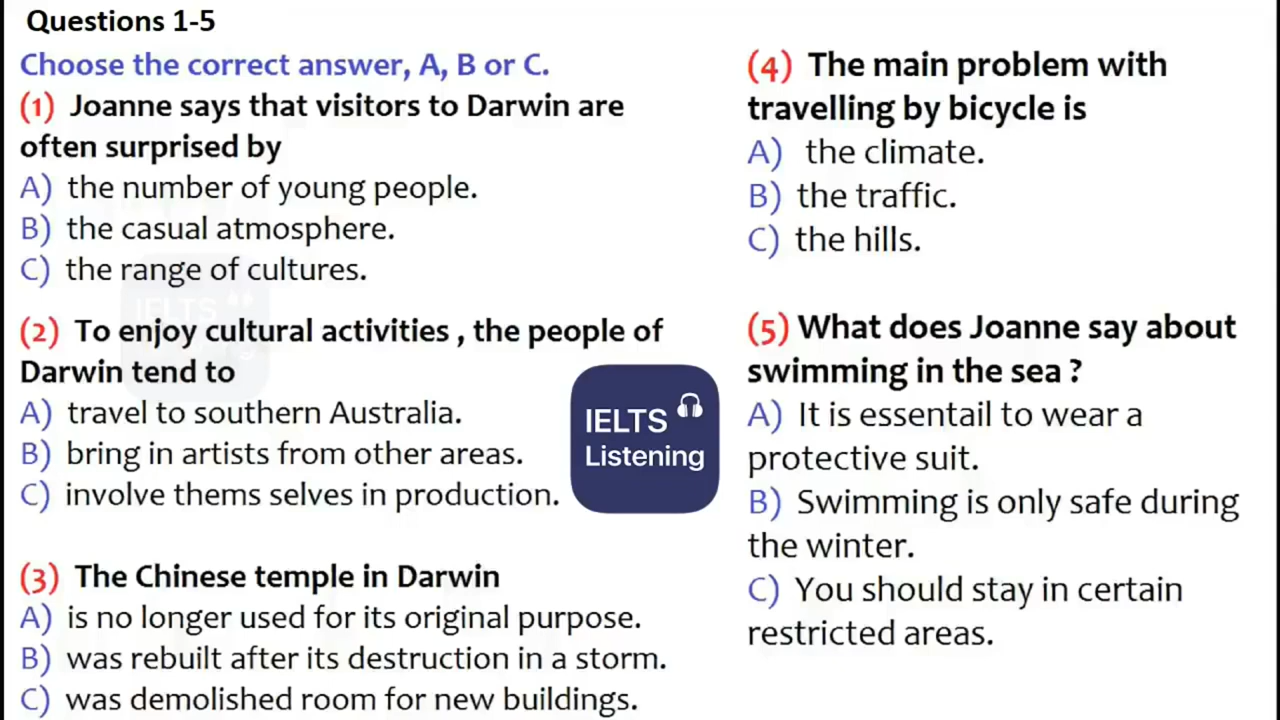 Questions 1-5
Choose the correct answer, A, B or C.
(1) Joanne says that visitors to Darwin are
often surprised by
A) the number of young people.
B) the casual atmosphere.
C) the range of cultures.
(2) To enjoy cultural activities , the people of
Darwin tend to
A) travel to southern Australia.
B) bring in artists from other areas.
C) involve thems selves in production.
(3) The Chinese temple in Darwin
A) is no longer used for its original purpose.
B) was rebuilt after its destruction in a storm.
C) was demolished room for new buildings.
IELTS
Listening
(4) The main problem with
travelling by bicycle is
A) the climate.
B) the traffic.
C) the hills.
(5) What does Joanne say about
swimming in the sea ?
A) It is essentail to wear a
protective suit.
B) Swimming is only safe during
the winter.
C) You should stay in certain
restricted areas.
IELTS